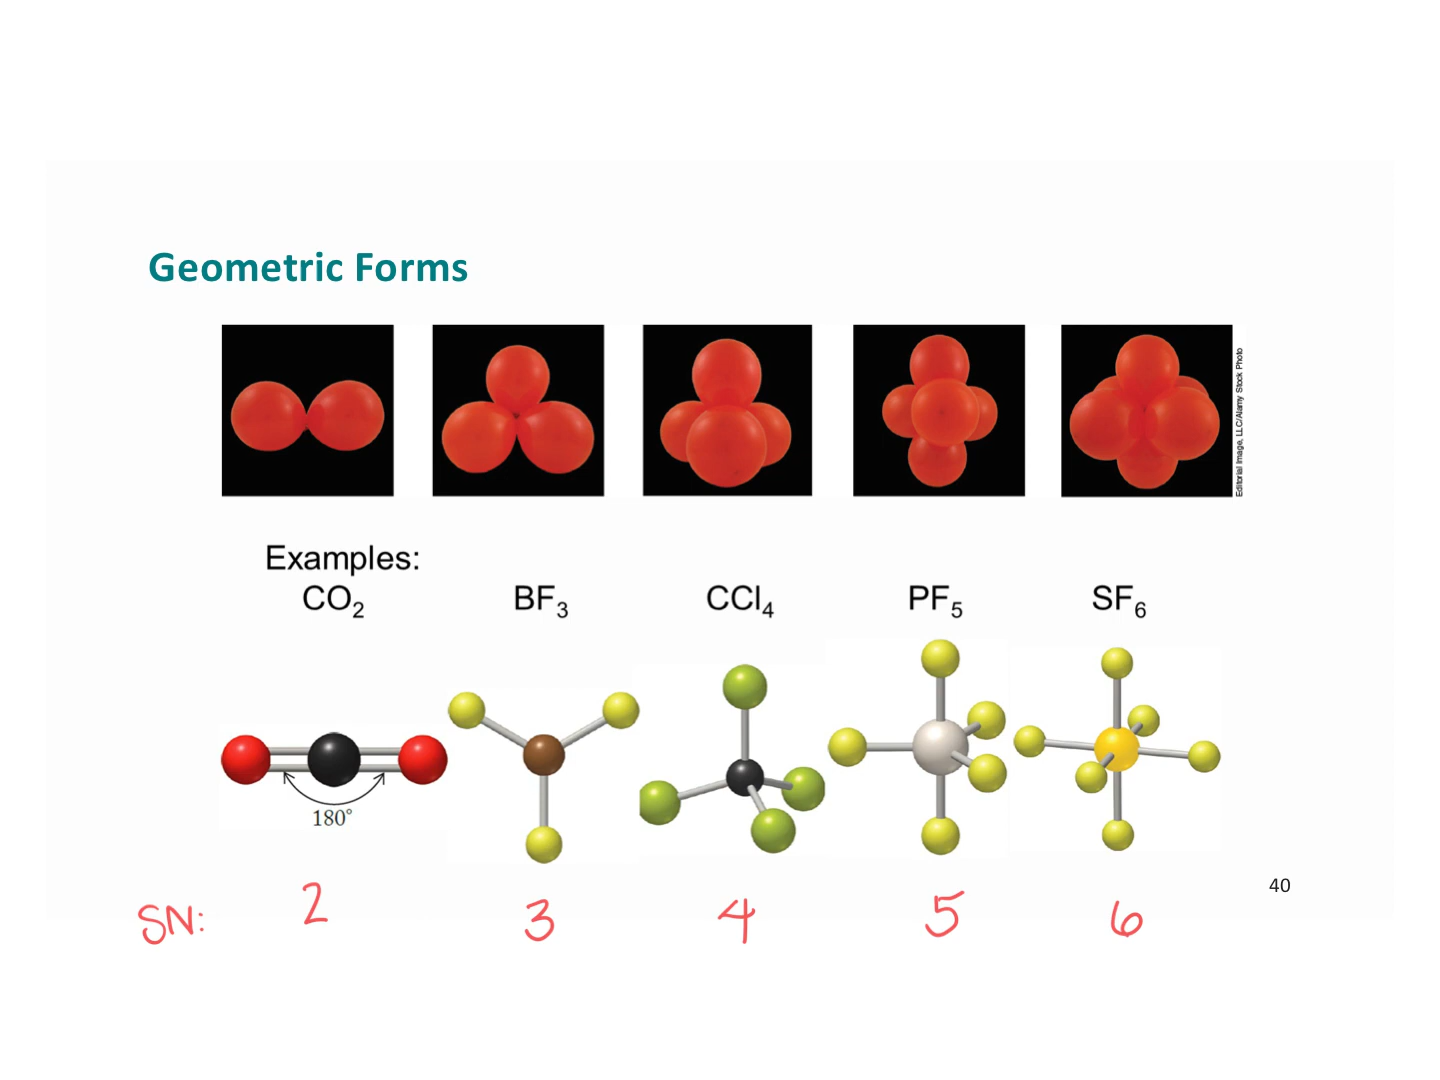 Geometric Forms
Editorial Image, LLC/Alamy Stock Photo
Examples:
CO₂ BF₃ CCl₄ PF₅ SF₆
180°
40
SN: 2 3 4 5 6